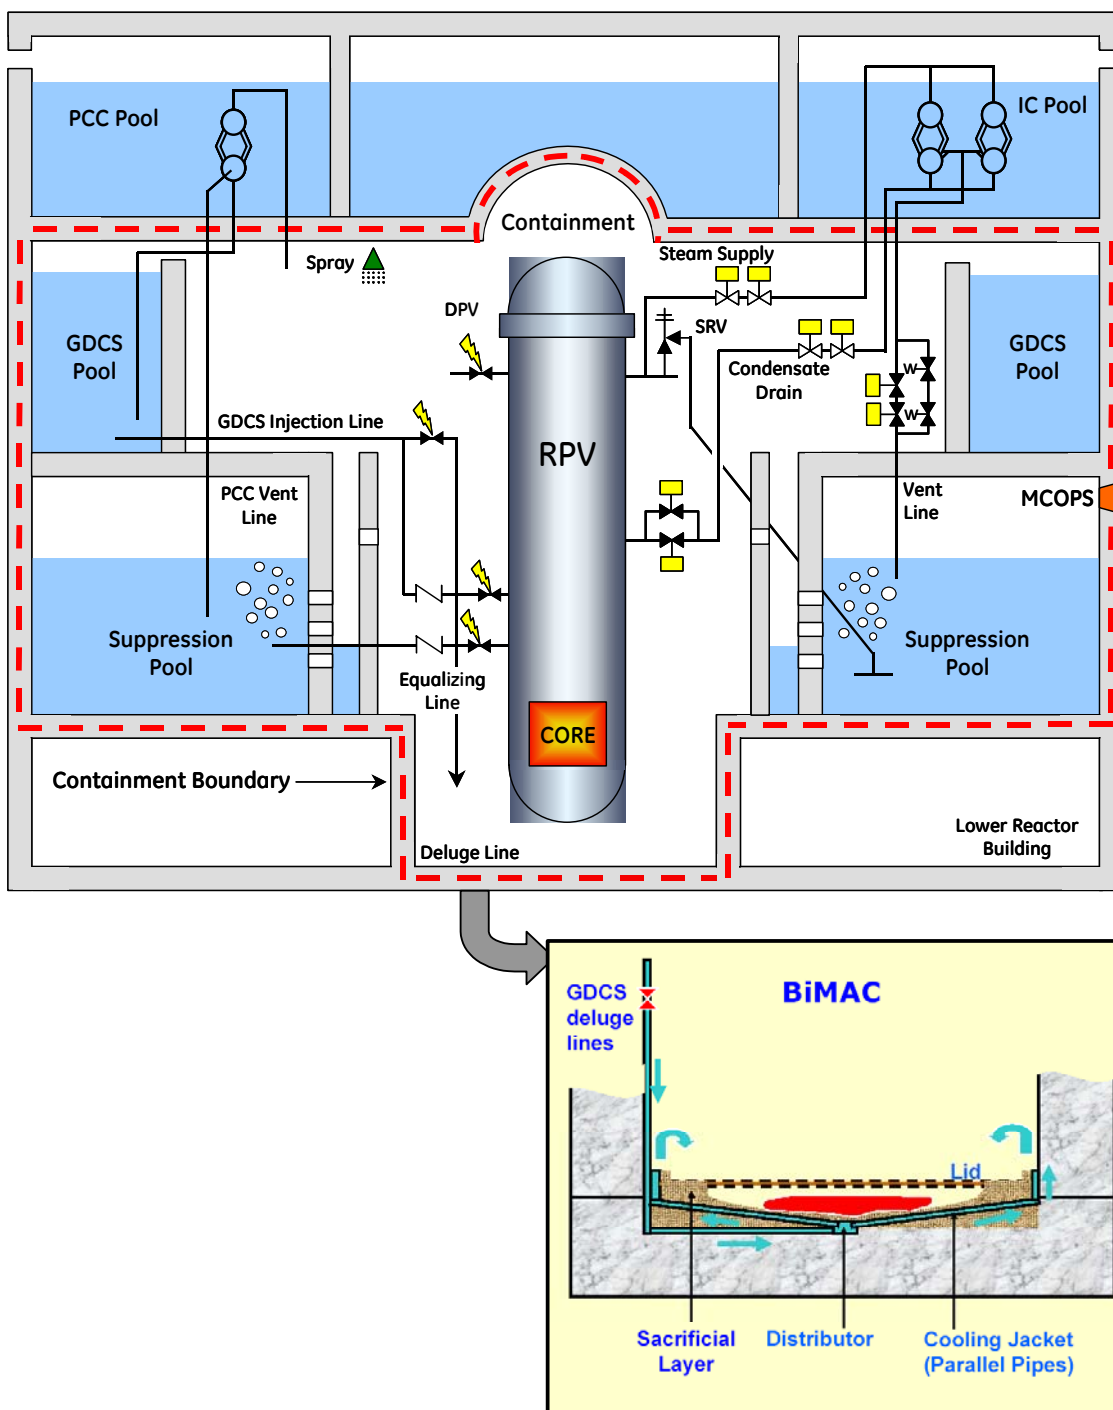 PCC Pool
IC Pool
Containment
Steam Supply
Spray
DPV
SRV
GDCS
Pool
Condensate
Drain
W
W
GDCS
Pool
GDCS Injection Line
RPV
PCC Vent
Line
Vent
Line
MCOPS
Suppression
Pool
Suppression
Pool
Equalizing
Line
CORE
Containment Boundary
Deluge Line
Lower Reactor
Building
GDCS
deluge
lines
BiMAC
Lid
Sacrificial
Layer
Distributor
Cooling Jacket
(Parallel Pipes)